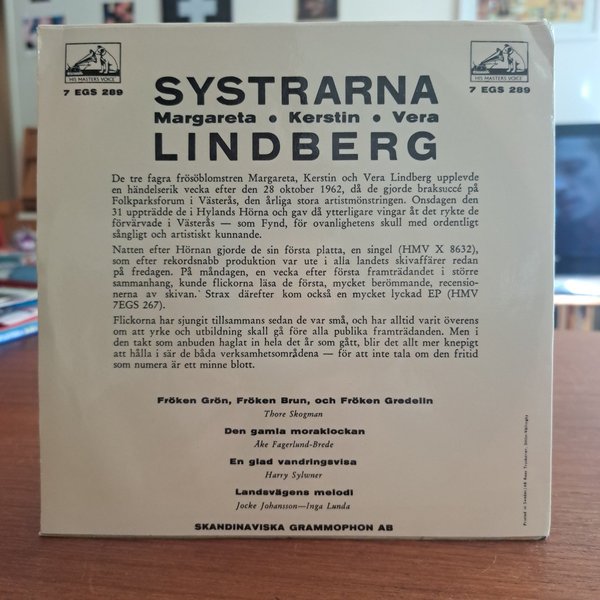 HIS MASTERS VOICE
7 EGS 289
HIS MASTERS VOICE
7 EGS 289
SYSTRARNA
Margareta • Kerstin • Vera
LINDBERG
De tre fagra frösöblomstren Margareta, Kerstin och Vera Lindberg upplevde
en händelserik vecka efter den 28 oktober 1962, då de gjorde braksuccé på
Folkparksforum i Västerås, den årliga stora artistmönstringen. Onsdagen den
31 uppträdde de i Hylands Hörna och gav då ytterligare vingar åt det rykte de
förvärvade i Västerås — som Fynd, för ovanlighetens skull med ordentligt
sångligt och artistiskt kunnande.
Natten efter Hörnan gjorde de sin första platta, en singel (HMV X 8632),
som efter rekordsnabb produktion var ute i alla landets skivaffärer redan
på fredagen. På måndagen, en vecka efter första framträdandet i större
sammanhang, kunde flickorna läsa de första, mycket berömmande, recensio-
nerna av skivan. Strax därefter kom också en mycket lyckad EP (HMV
7EGS 267).
Flickorna har sjungit tillsammans sedan de var små, och har alltid varit överens
om att yrke och utbildning skall gå före alla publika framträdanden. Men i
den takt som anbuden haglat in hela det år som gått, blir det allt mer knepigt
att hålla i sär de båda verksamhetsområdena — för att inte tala om den fritid
som numera är ett minne blott.
Fröken Grön, Fröken Brun, och Fröken Gredelin
Thore Skogman
Den gamla moraklockan
Åke Fagerlund-Brede
En glad vandringsvisa
Harry Sylwner
Landsvägens melodi
Jocke Johansson—Inga Lunda
SKANDINAVISKA GRAMMOPHON AB